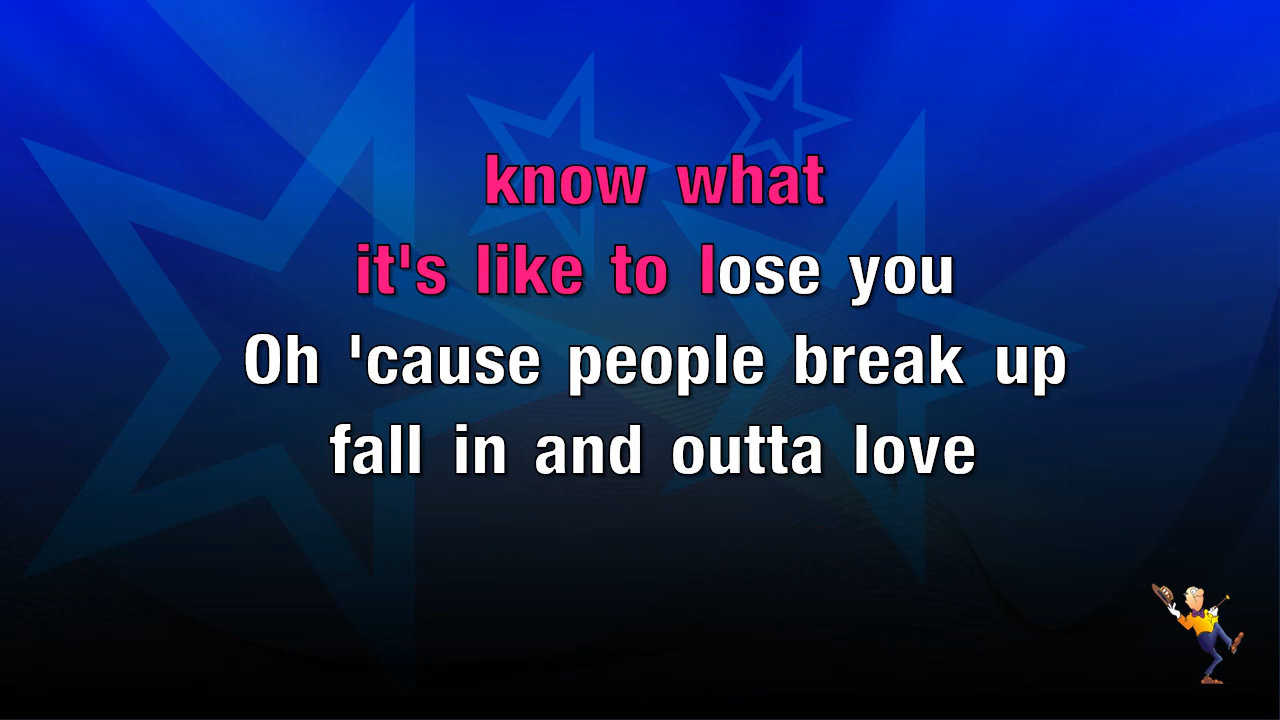 know what
it's like to lose you
Oh 'cause people break up
fall in and outta love